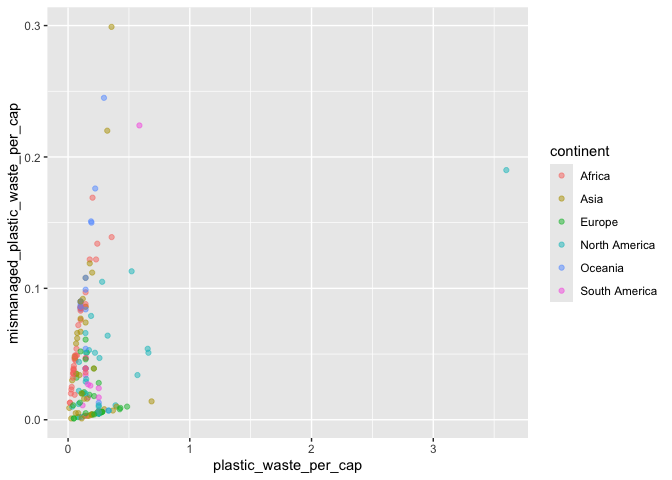 0.3
0.2
0.1
0.0
0
1
2
3
plastic_waste_per_cap
mismanaged_plastic_waste_per_cap
continent
Africa
Asia
Europe
North America
Oceania
South America